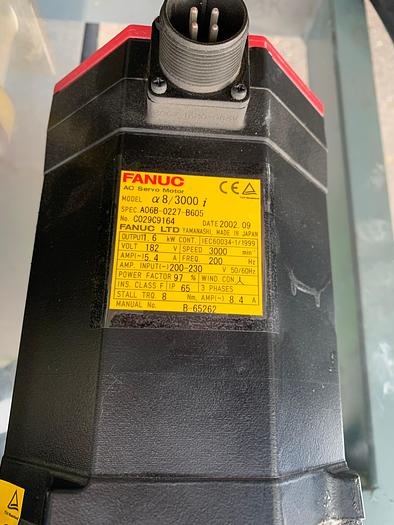 FANUC
AC Servo Motor
MODEL α 8/3000 i
SPEC. A06B-0227-B605
No. C029C9164 DATE 2002.09
FANUC LTD YAMANASHI, MADE IN JAPAN
OUTPUT 1.6 kW CONT. IEC60034-1/1999
VOLT 182 V SPEED 3000 min
AMP(~)5.4 A FREQ. 200 Hz
AMP. INPUT(~)200-230 V 50/60Hz
POWER FACTOR 97 % WIND.CON.
INS. CLASS F IP 65 3 PHASES
STALL TRQ. 8 Nm, AMP(~) 8.4 A
MANUAL No. B-65262